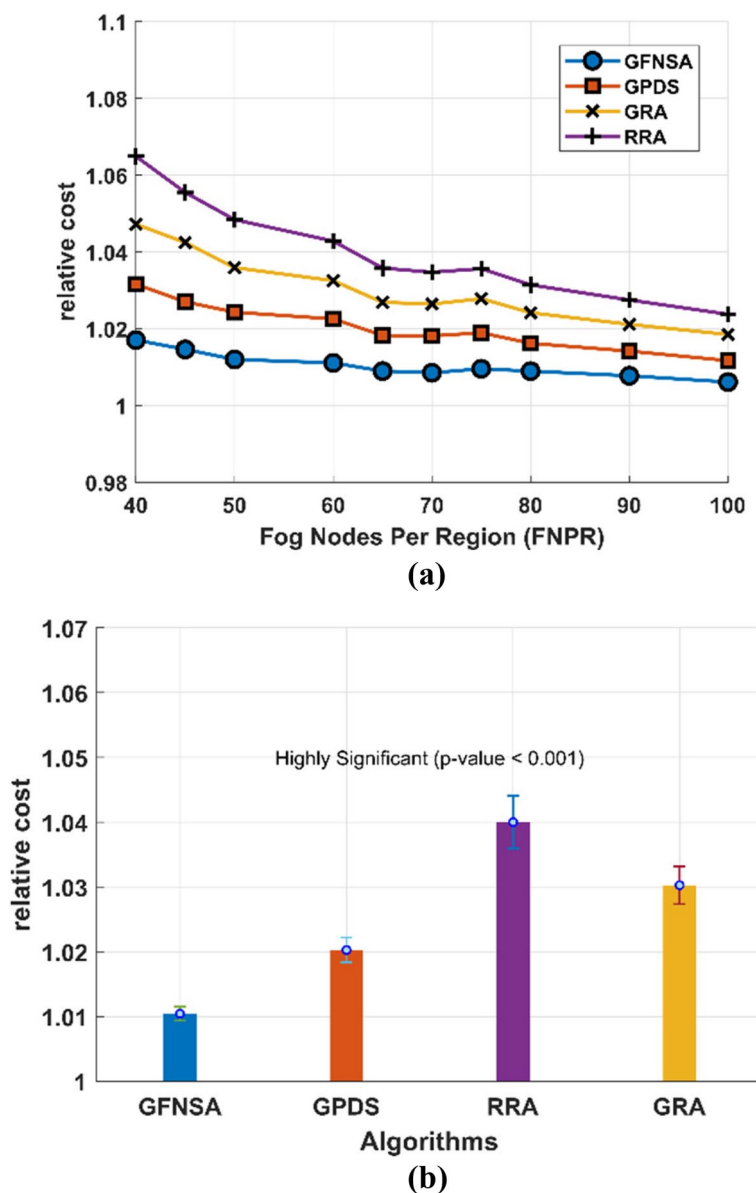 1.1
1.08
1.06
1.04
1.02
1
0.98
relative cost
GFNSA
GPDS
GRA
RRA
40 50 60 70 80 90 100
Fog Nodes Per Region (FNPR)
(a)
1.07
1.06
1.05
1.04
1.03
1.02
1.01
1
relative cost
Highly Significant (p-value < 0.001)
GFNSA GPDS RRA GRA
Algorithms
(b)